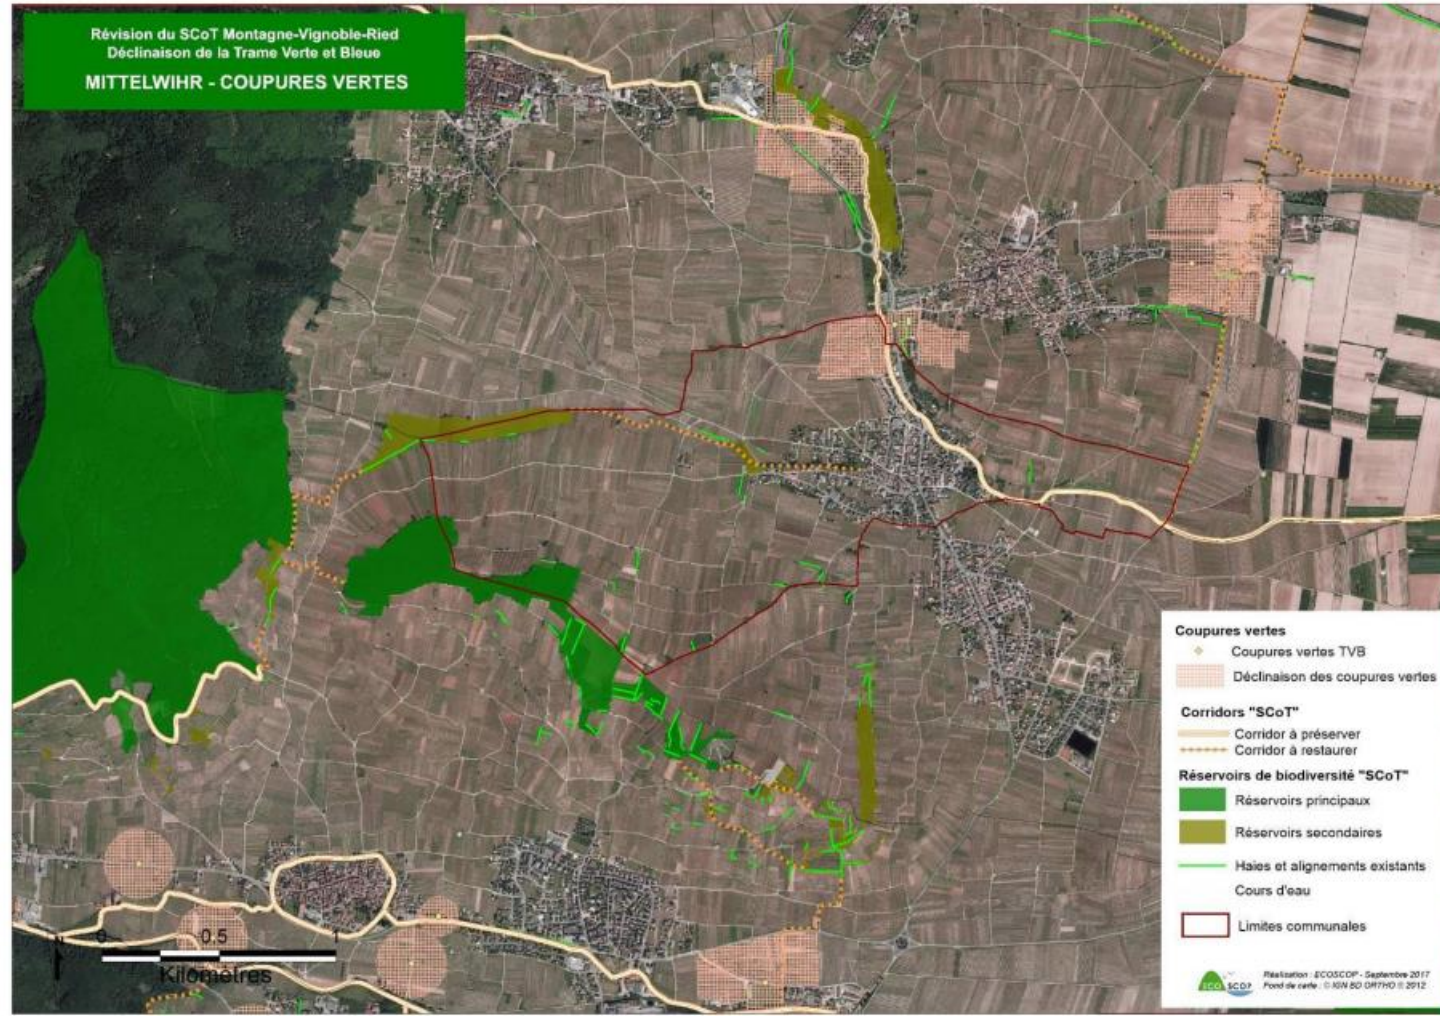 Révision du SCoT Montagne-Vignoble-Ried
Déclinaison de la Trame Verte et Bleue
MITTELWIHR - COUPURES VERTES
Coupures vertes
Coupures vertes TVB
Déclinaison des coupures vertes
Corridors "SCoT"
Corridor à préserver
Corridor à restaurer
Réservoirs de biodiversité "SCoT"
Réservoirs principaux
Réservoirs secondaires
Haies et alignements existants
Cours d'eau
Limites communales
N
0 0.5 1
Kilomètres
ECO SCOP
Réalisation : ECOSCOP - Septembre 2017
Fond de carte : © IGN BD ORTHO © 2012